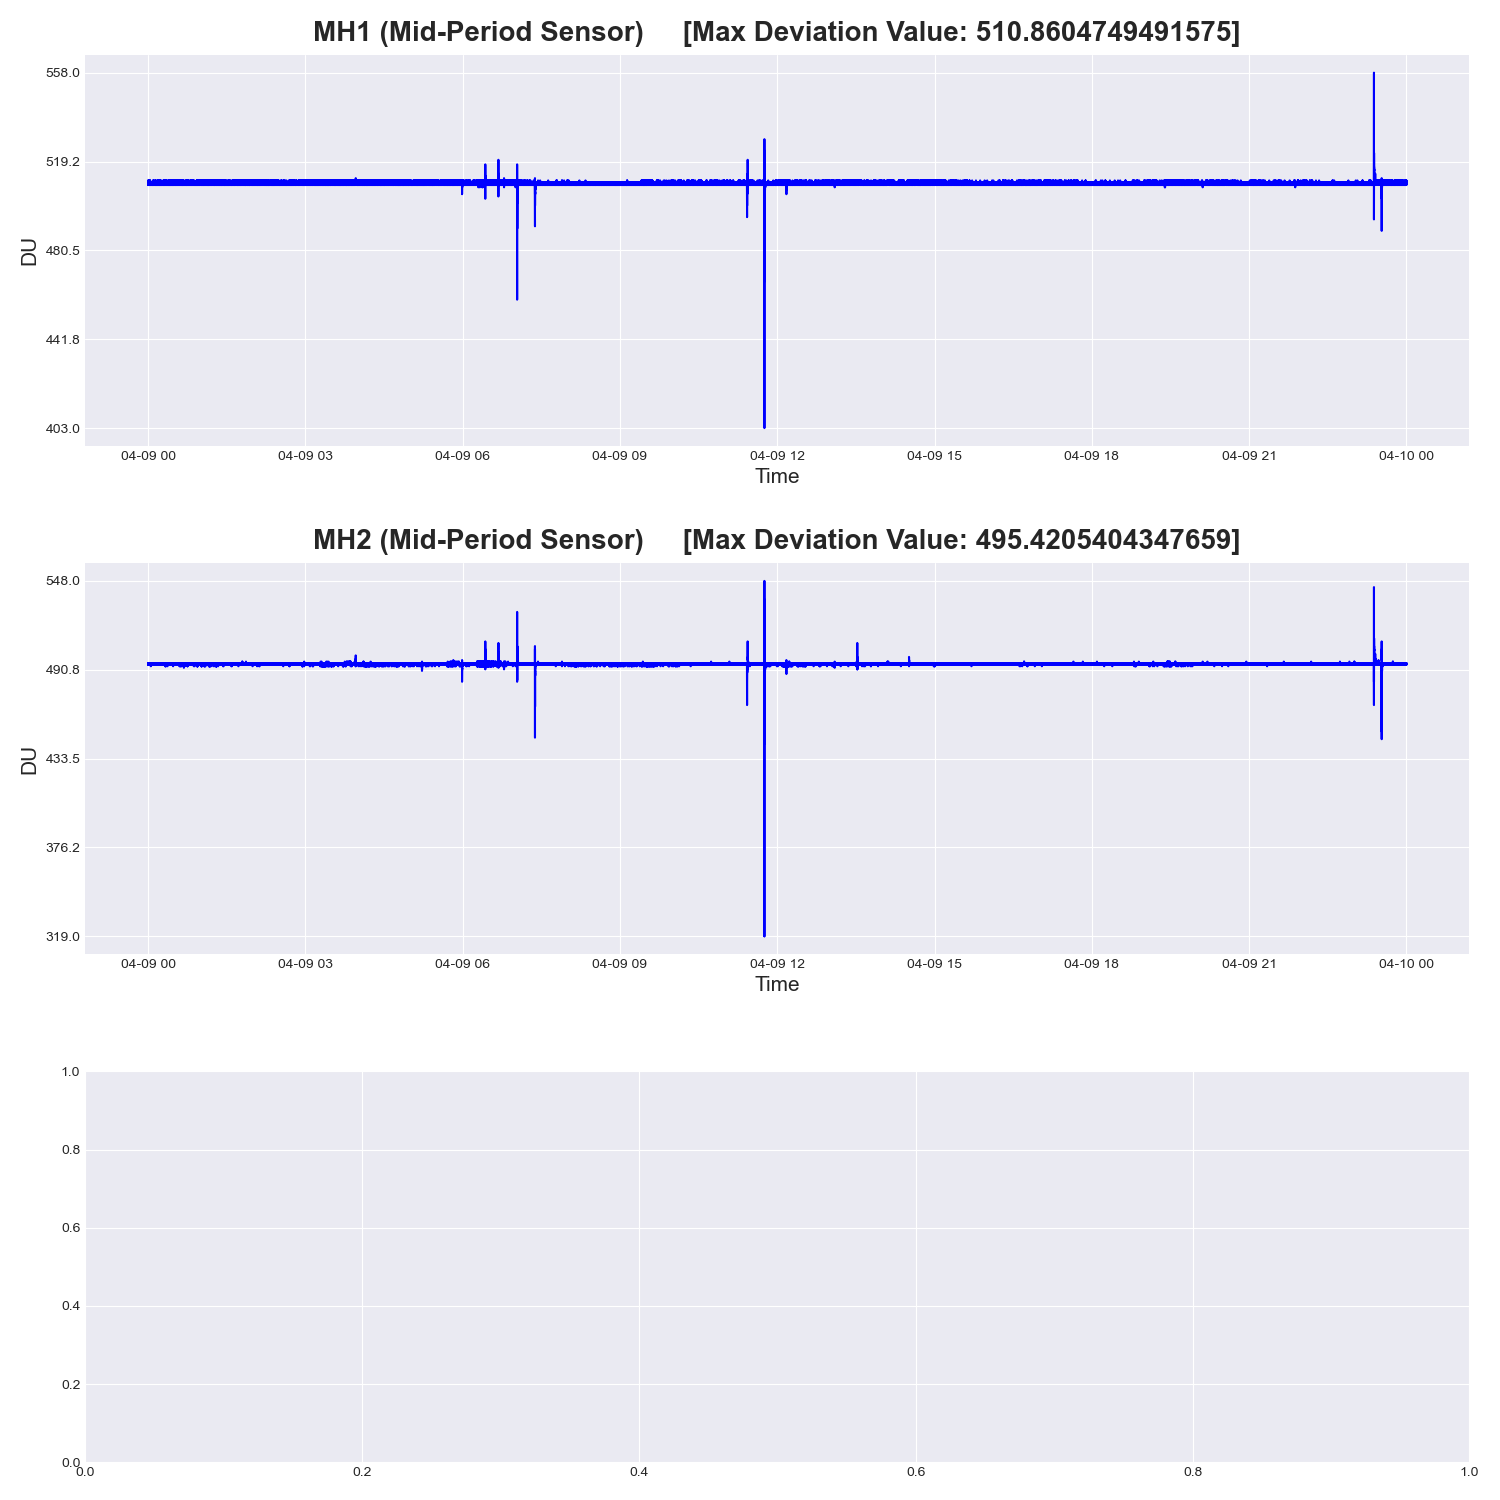 MH1 (Mid-Period Sensor) [Max Deviation Value: 510.8604749491575]
558.0
519.2
480.5
441.8
403.0
DU
04-09 00 04-09 03 04-09 06 04-09 09 04-09 12 04-09 15 04-09 18 04-09 21 04-10 00
Time
MH2 (Mid-Period Sensor) [Max Deviation Value: 495.4205404347659]
548.0
490.8
433.5
376.2
319.0
DU
04-09 00 04-09 03 04-09 06 04-09 09 04-09 12 04-09 15 04-09 18 04-09 21 04-10 00
Time
1.0
0.8
0.6
0.4
0.2
0.0
0.0 0.2 0.4 0.6 0.8 1.0